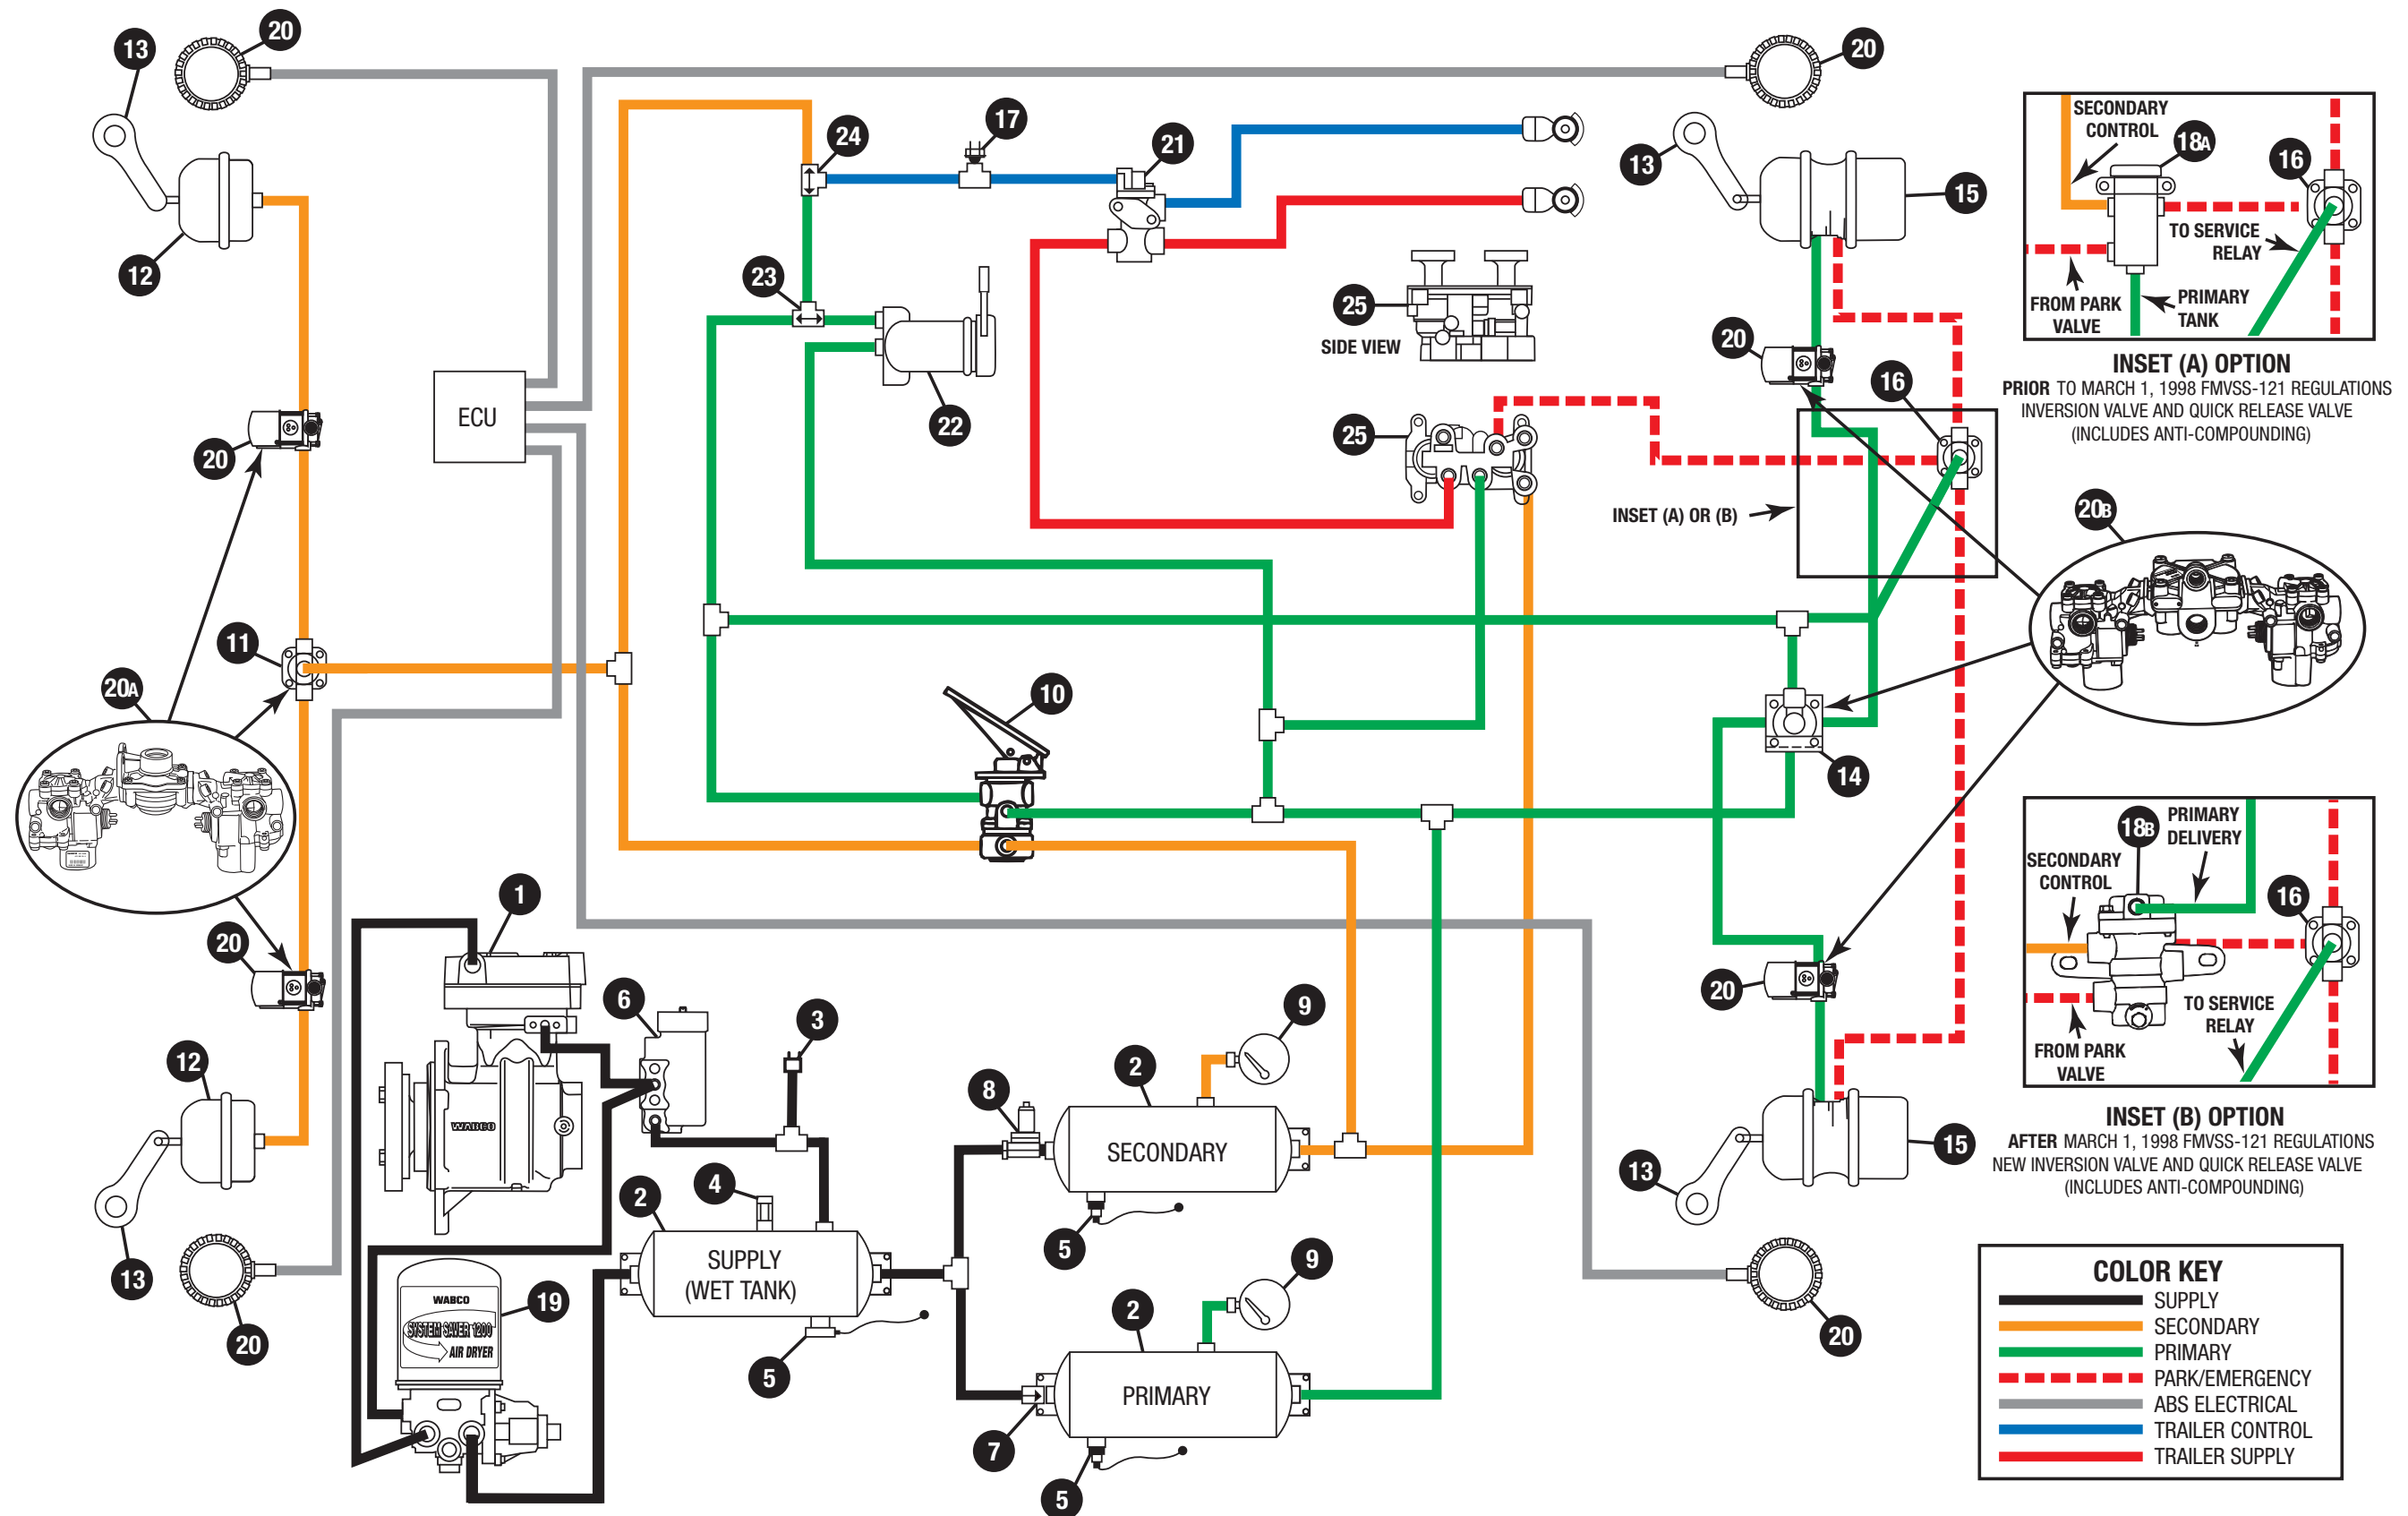 20
13
20
SECONDARY
CONTROL
17
24
21
18A
16
13
15
12
TO SERVICE
RELAY
23
25
SIDE VIEW
FROM PARK
VALVE
PRIMARY
TANK
20
INSET (A) OPTION
PRIOR TO MARCH 1, 1998 FMVSS-121 REGULATIONS
INVERSION VALVE AND QUICK RELEASE VALVE
(INCLUDES ANTI-COMPOUNDING)
16
ECU
22
25
20
INSET (A) OR (B)
20B
11
20A
10
14
18B
PRIMARY
DELIVERY
SECONDARY
CONTROL
16
1
20
20
6
3
9
TO SERVICE
RELAY
FROM PARK
VALVE
12
2
8
WABCO
SECONDARY
15
INSET (B) OPTION
AFTER MARCH 1, 1998 FMVSS-121 REGULATIONS
NEW INVERSION VALVE AND QUICK RELEASE VALVE
(INCLUDES ANTI-COMPOUNDING)
13
2
4
5
13
SUPPLY
(WET TANK)
9
20
19
WABCO
SYSTEM SAVER 1200
AIR DRYER
2
5
20
PRIMARY
7
5
COLOR KEY
SUPPLY
SECONDARY
PRIMARY
PARK/EMERGENCY
ABS ELECTRICAL
TRAILER CONTROL
TRAILER SUPPLY